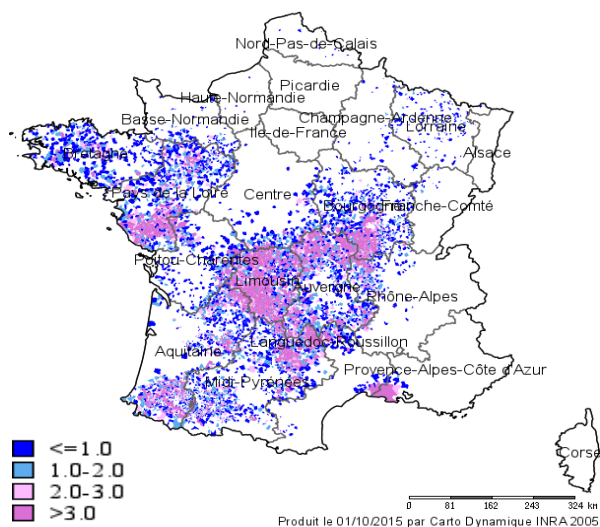 Nord-Pas-de-Calais
Picardie
Haute-Normandie
Basse-Normandie
Champagne-Ardenne
Lorraine
Ile-de-France
Alsace
Bretagne
Pays de la Loire
Centre
Bourgogne
Franche-Comté
Poitou-Charentes
Limousin
Auvergne
Rhône-Alpes
Aquitaine
Languedoc-Roussillon
Midi-Pyrénées
Provence-Alpes-Côte d'Azur
Corse
<=1.0
1.0-2.0
2.0-3.0
>3.0
0 81 162 243 324 KM
Produit le 01/10/2015 par Carto Dynamique INRA 2005